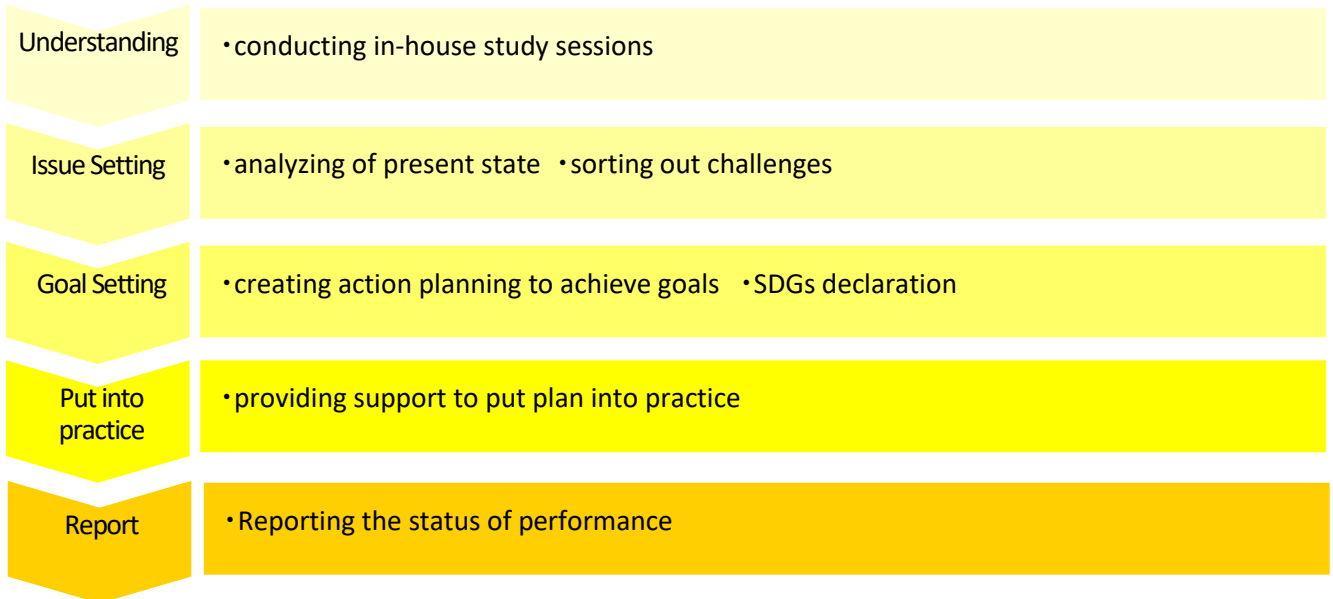 Understanding
・conducting in-house study sessions
Issue Setting
・analyzing of present state ・sorting out challenges
Goal Setting
・creating action planning to achieve goals ・SDGs declaration
Put into
practice
・providing support to put plan into practice
Report
・Reporting the status of performance